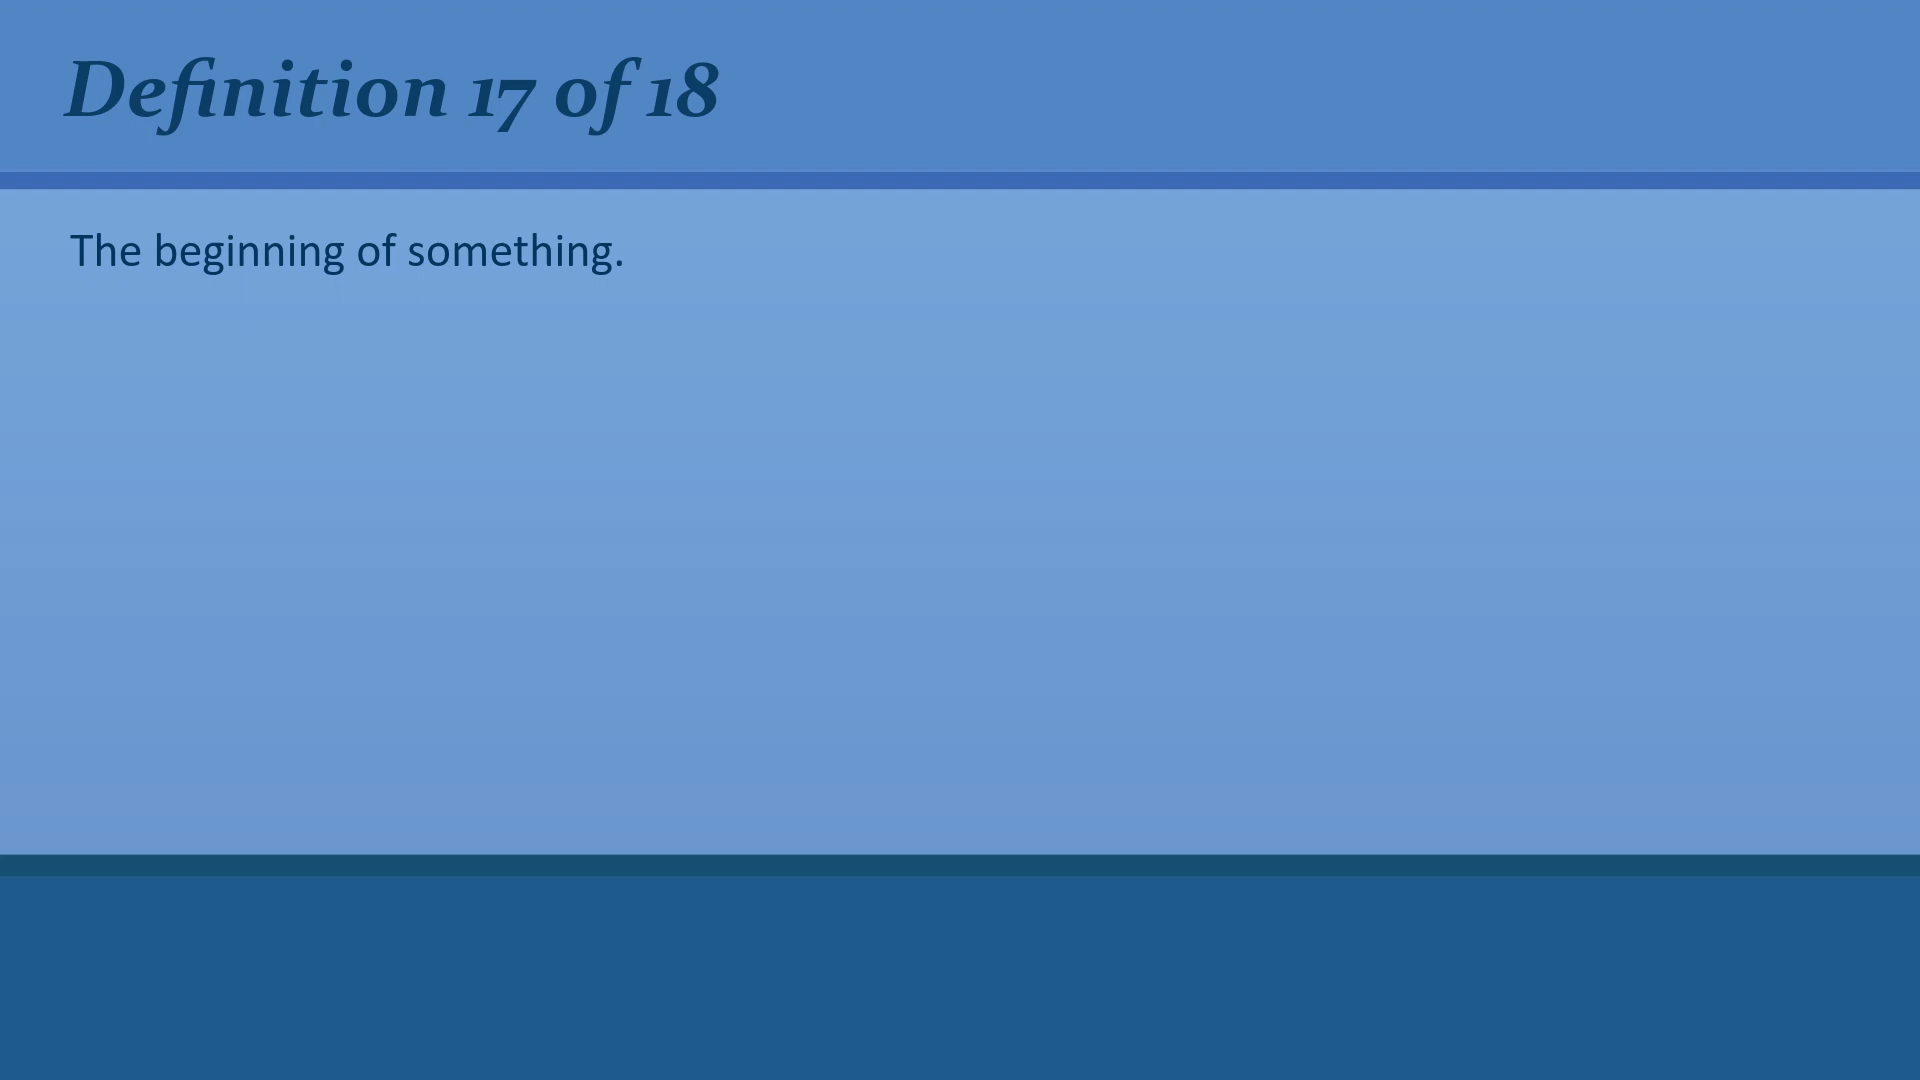 Definition 17 of 18
The beginning of something.